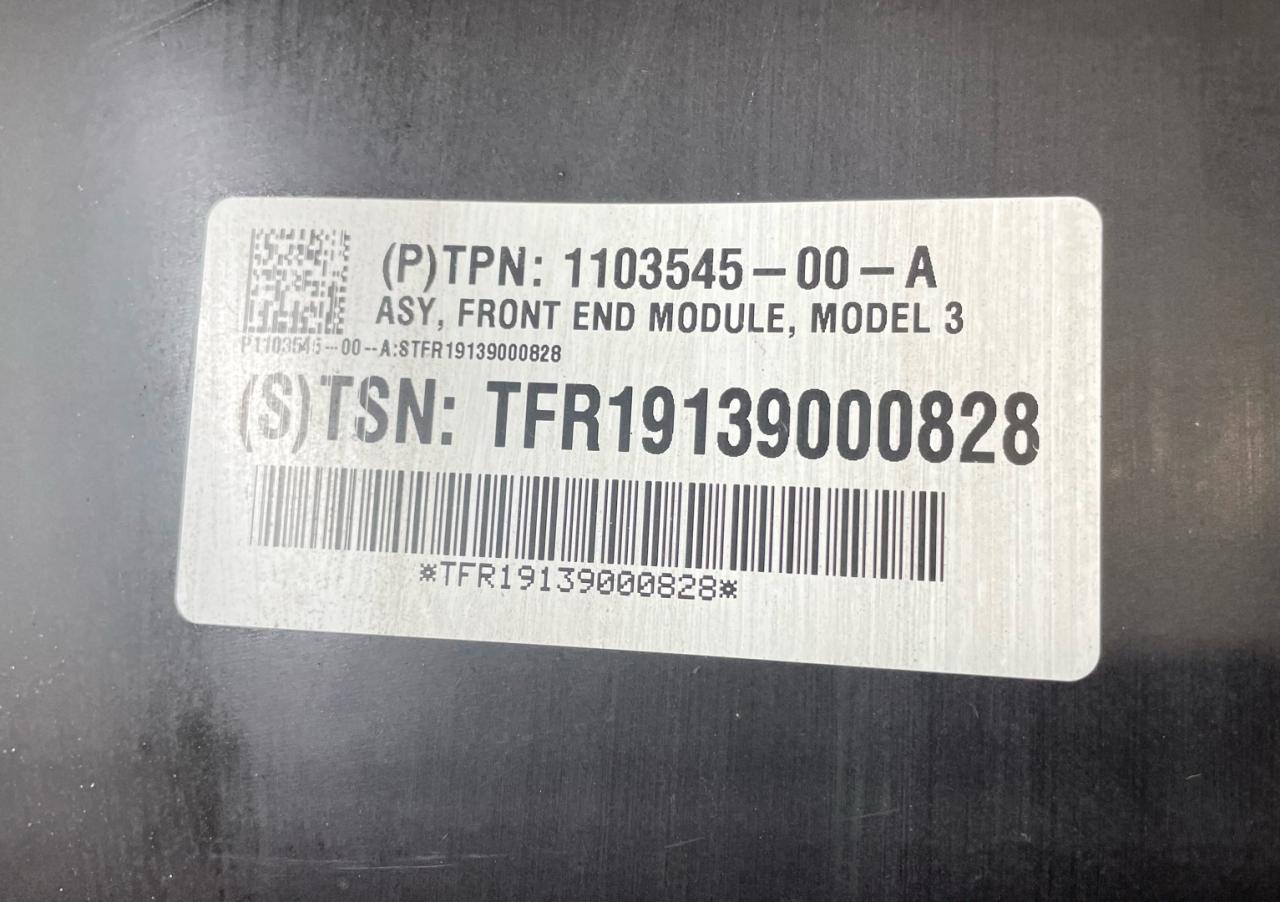 (P)TPN: 1103545-00-A
ASY, FRONT END MODULE, MODEL 3
P1103545--00--A:STFR19139000828
(S)TSN: TFR19139000828
*TFR19139000828*